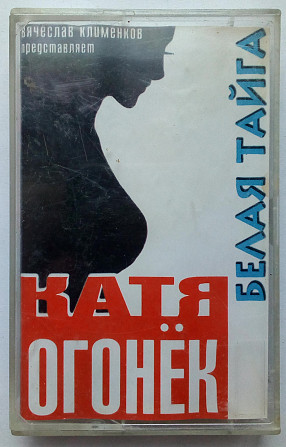 вячеслав клименков
представляет
БЕЛАЯ ТАЙГА
КАТЯ
ОГОНЁК